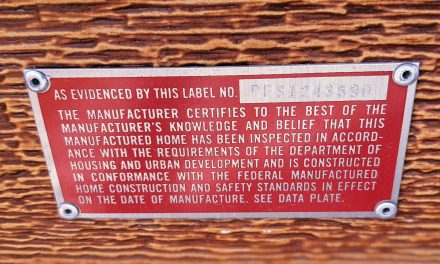 AS EVIDENCED BY THIS LABEL NO. PFS1243590
THE MANUFACTURER CERTIFIES TO THE BEST OF THE
MANUFACTURER'S KNOWLEDGE AND BELIEF THAT THIS
MANUFACTURED HOME HAS BEEN INSPECTED IN ACCORD-
ANCE WITH THE REQUIREMENTS OF THE DEPARTMENT OF
HOUSING AND URBAN DEVELOPMENT AND IS CONSTRUCTED
IN CONFORMANCE WITH THE FEDERAL MANUFACTURED
HOME CONSTRUCTION AND SAFETY STANDARDS IN EFFECT
ON THE DATE OF MANUFACTURE. SEE DATA PLATE.